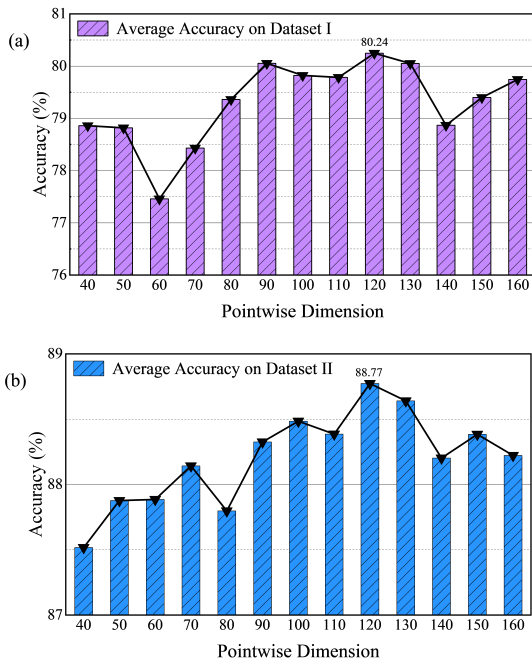 (a)
Average Accuracy on Dataset I
80.24
81
80
79
78
77
76
Accuracy (%)
40 50 60 70 80 90 100 110 120 130 140 150 160
Pointwise Dimension
(b)
Average Accuracy on Dataset II
88.77
89
88
87
Accuracy (%)
40 50 60 70 80 90 100 110 120 130 140 150 160
Pointwise Dimension